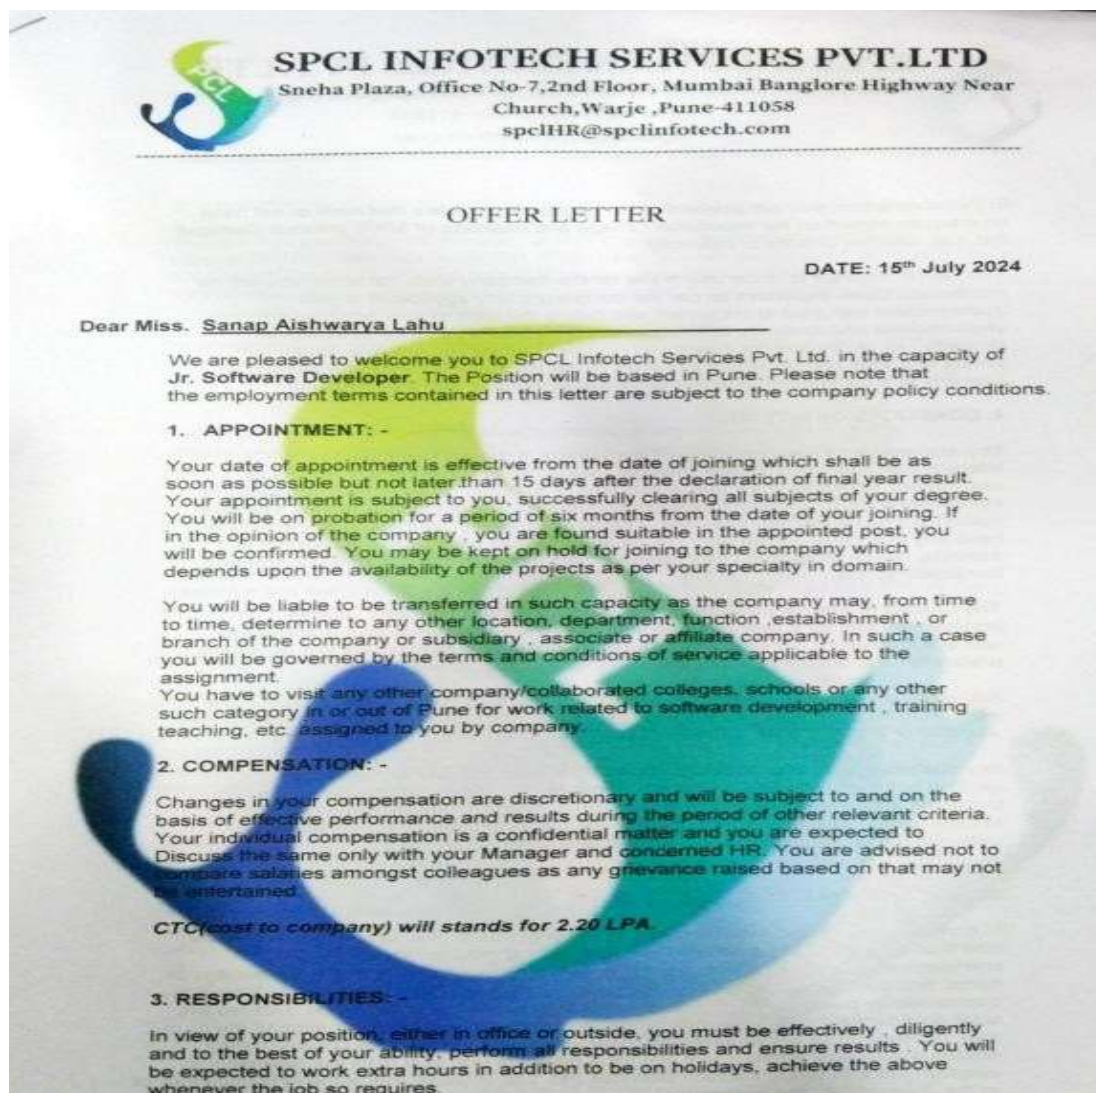 PCL
SPCL INFOTECH SERVICES PVT.LTD
Sneha Plaza, Office No-7,2nd Floor, Mumbai Banglore Highway Near
Church,Warje ,Pune-411058
spclHR@spclinfotech.com
OFFER LETTER
DATE: 15th July 2024
Dear Miss. Sanap Aishwarya Lahu
We are pleased to welcome you to SPCL Infotech Services Pvt. Ltd. in the capacity of
Jr. Software Developer. The Position will be based in Pune. Please note that
the employment terms contained in this letter are subject to the company policy conditions.
1. APPOINTMENT: -
Your date of appointment is effective from the date of joining which shall be as
soon as possible but not later than 15 days after the declaration of final year result.
Your appointment is subject to you, successfully clearing all subjects of your degree.
You will be on probation for a period of six months from the date of your joining. If
in the opinion of the company , you are found suitable in the appointed post, you
will be confirmed. You may be kept on hold for joining to the company which
depends upon the availability of the projects as per your specialty in domain.
You will be liable to be transferred in such capacity as the company may, from time
to time, determine to any other location, department, function ,establishment , or
branch of the company or subsidiary , associate or affiliate company. In such a case
you will be governed by the terms and conditions of service applicable to the
assignment.
You have to visit any other company/collaborated colleges, schools or any other
such category in or out of Pune for work related to software development , training
teaching, etc. assigned to you by company.
2. COMPENSATION: -
Changes in your compensation are discretionary and will be subject to and on the
basis of effective performance and results during the period of other relevant criteria.
Your individual compensation is a confidential matter and you are expected to
Discuss the same only with your Manager and concerned HR. You are advised not to
compare salaries amongst colleagues as any grievance raised based on that may not
be entertained.
CTC(cost to company) will stands for 2.20 LPA.
3. RESPONSIBILITIES: -
In view of your position, either in office or outside, you must be effectively , diligently
and to the best of your ability, perform all responsibilities and ensure results . You will
be expected to work extra hours in addition to be on holidays, achieve the above
whenever the job so requires.